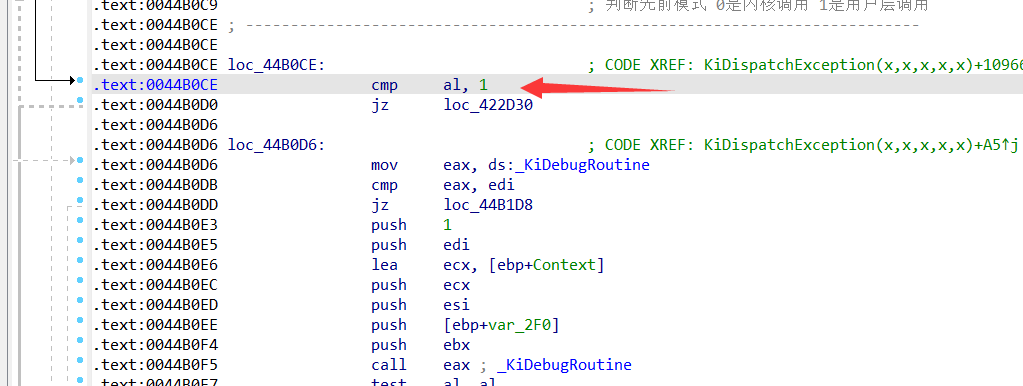 .text:0044B0C9 ; 判断先前模式 0是内核调用 1是用户层调用
.text:0044B0CE ; ---------------------------------------------------------------------------
.text:0044B0CE
.text:0044B0CE loc_44B0CE: ; CODE XREF: KiDispatchException(x,x,x,x,x)+1096
.text:0044B0CE cmp al, 1
.text:0044B0D0 jz loc_422D30
.text:0044B0D6
.text:0044B0D6 loc_44B0D6: ; CODE XREF: KiDispatchException(x,x,x,x,x)+A5↑j
.text:0044B0D6 mov eax, ds:_KiDebugRoutine
.text:0044B0DB cmp eax, edi
.text:0044B0DD jz loc_44B1D8
.text:0044B0E3 push 1
.text:0044B0E5 push edi
.text:0044B0E6 lea ecx, [ebp+Context]
.text:0044B0EC push ecx
.text:0044B0ED push esi
.text:0044B0EE push [ebp+var_2F0]
.text:0044B0F4 push ebx
.text:0044B0F5 call eax ; _KiDebugRoutine
.text:0044B0F7 test al, al